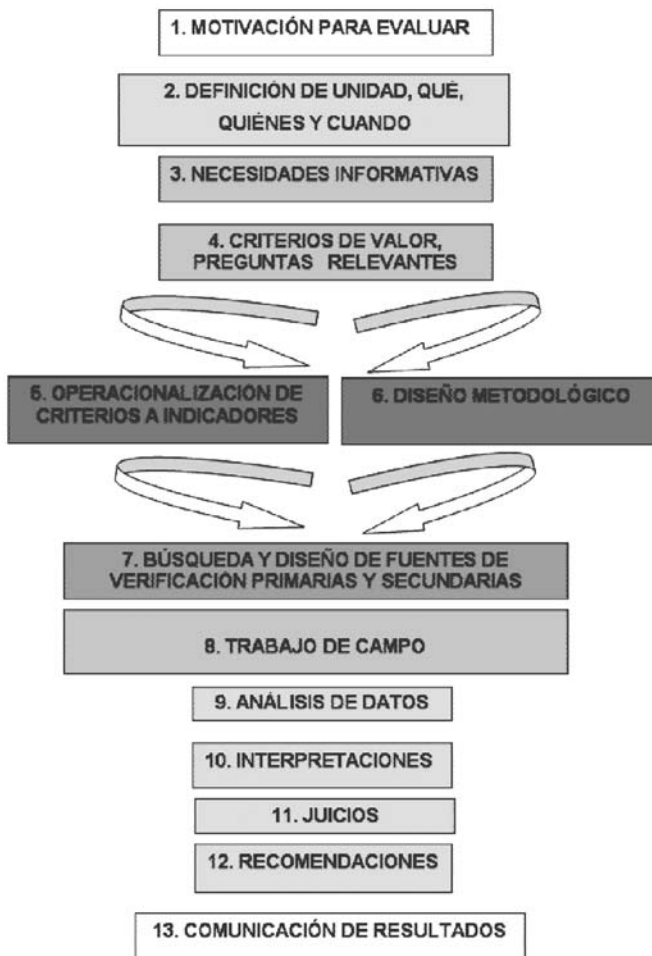 1. MOTIVACIÓN PARA EVALUAR
2. DEFINICIÓN DE UNIDAD, QUÉ,
QUIÉNES Y CUANDO
3. NECESIDADES INFORMATIVAS
4. CRITERIOS DE VALOR,
PREGUNTAS RELEVANTES
5. OPERACIONALIZACIÓN DE
CRITERIOS A INDICADORES
6. DISEÑO METODOLÓGICO
7. BÚSQUEDA Y DISEÑO DE FUENTES DE
VERIFICACIÓN PRIMARIAS Y SECUNDARIAS
8. TRABAJO DE CAMPO
9. ANÁLISIS DE DATOS
10. INTERPRETACIONES
11. JUICIOS
12. RECOMENDACIONES
13. COMUNICACIÓN DE RESULTADOS